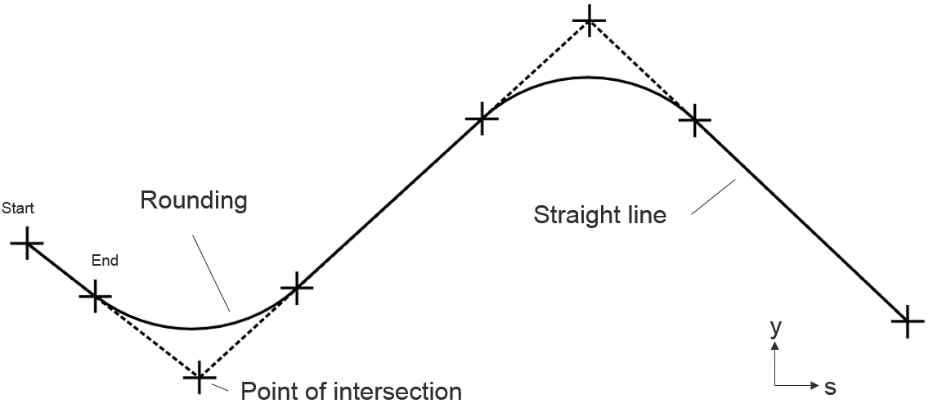 Start
End
Rounding
Straight line
Point of intersection
y
s